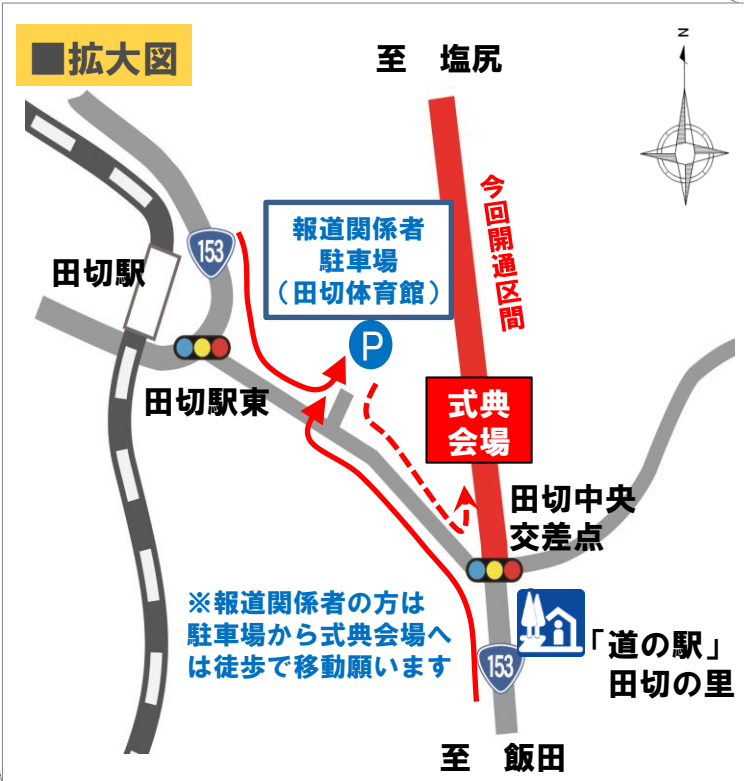 ■拡大図
至 塩尻
N
今回開通区間
報道関係者
駐車場
（田切体育館）
153
田切駅
P
田切駅東
式典
会場
田切中央
交差点
※報道関係者の方は
駐車場から式典会場へ
は徒歩で移動願います
「道の駅」
田切の里
153
至 飯田